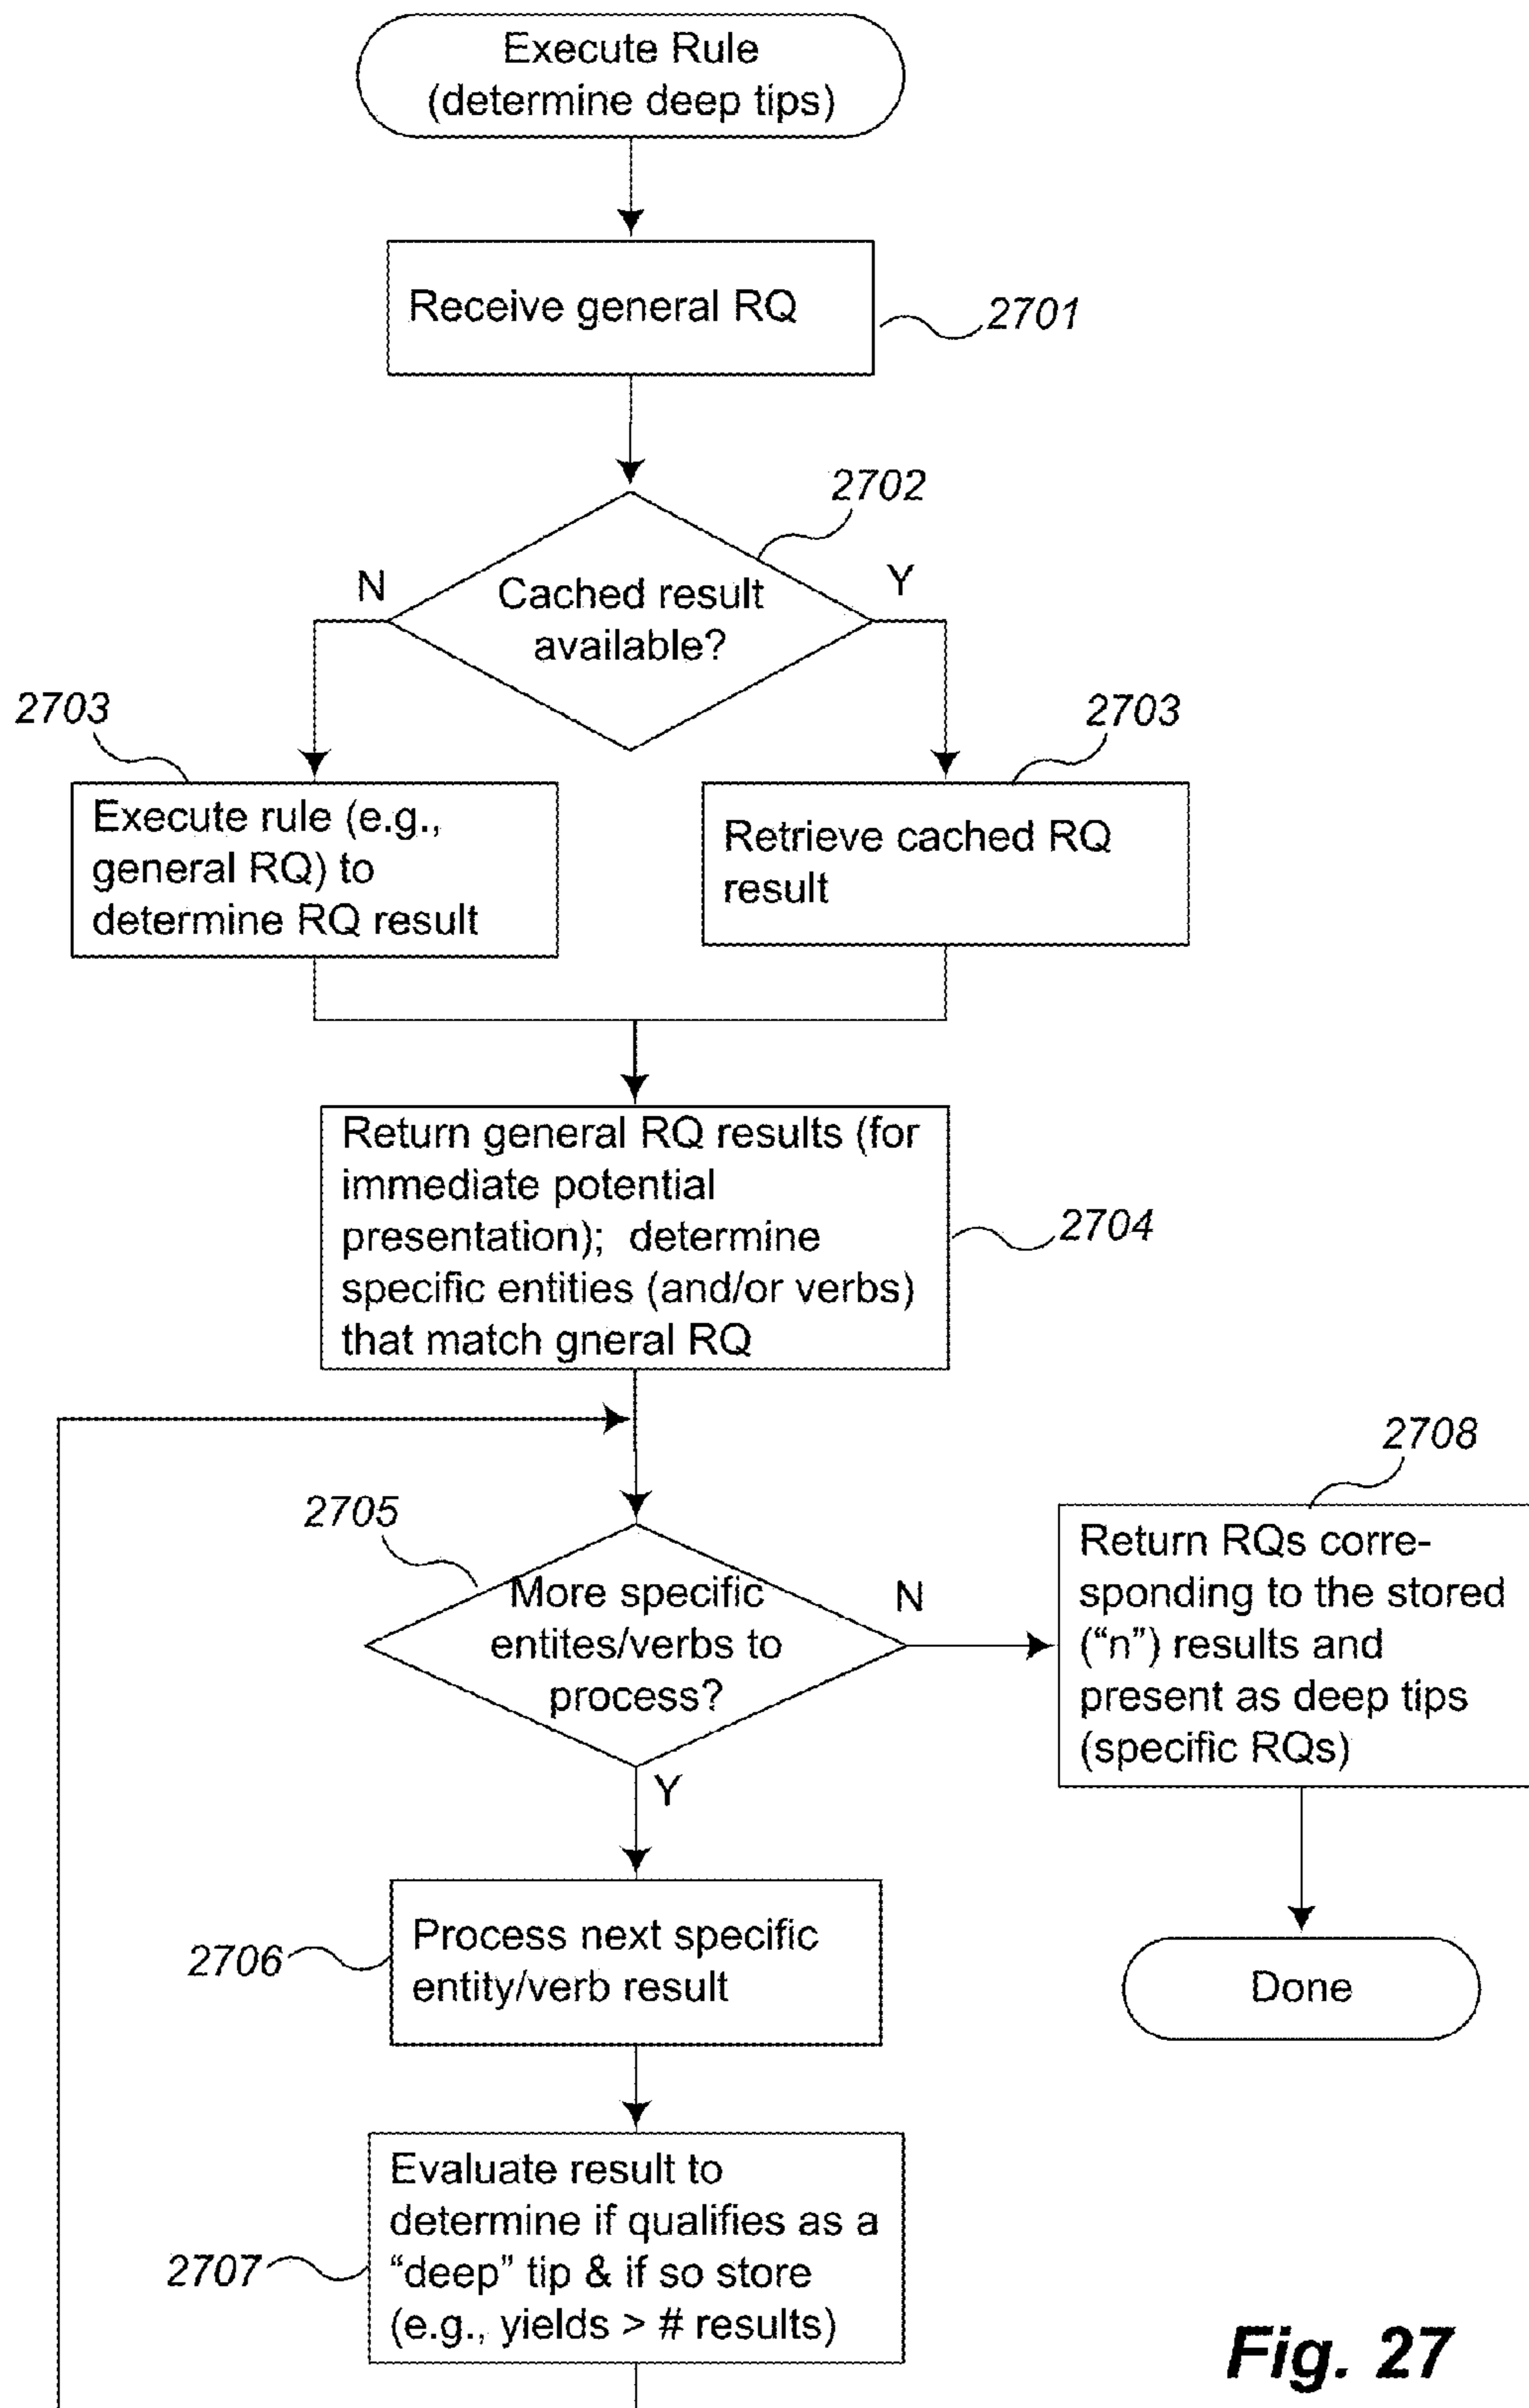 Execute Rule
(determine deep tips)
Receive general RQ
2701
2702
N
Cached result
available?
Y
2703
Execute rule (e.g.,
general RQ) to
determine RQ result
2703
Retrieve cached RQ
result
Return general RQ results (for
immediate potential
presentation);  determine
specific entities (and/or verbs)
that match gneral RQ
2704
2705
More specific
entites/verbs to
process?
N
Y
2708
Return RQs corre-
sponding to the stored
(“n”) results and
present as deep tips
(specific RQs)
2706
Process next specific
entity/verb result
Done
2707
Evaluate result to
determine if qualifies as a
“deep” tip & if so store
(e.g., yields > # results)
Fig. 27